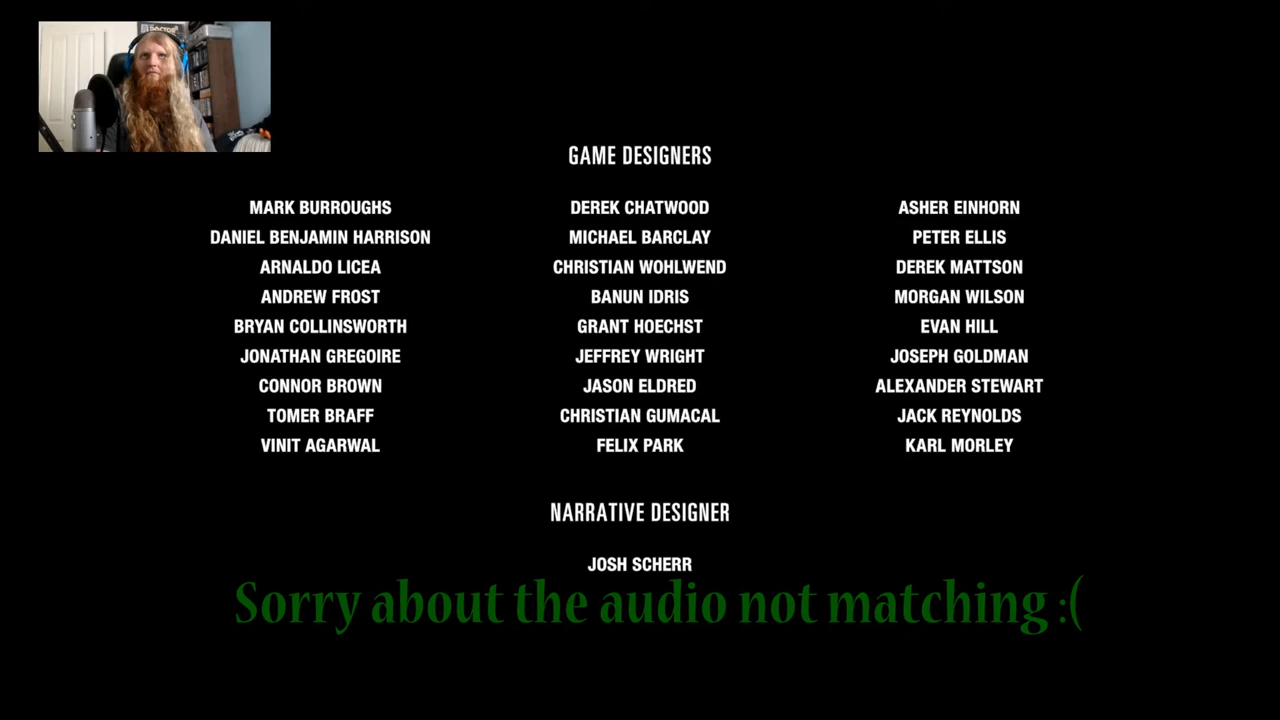 GAME DESIGNERS
MARK BURROUGHS DEREK CHATWOOD ASHER EINHORN
DANIEL BENJAMIN HARRISON MICHAEL BARCLAY PETER ELLIS
ARNALDO LICEA CHRISTIAN WOHLWEND DEREK MATTSON
ANDREW FROST BANUN IDRIS MORGAN WILSON
BRYAN COLLINSWORTH GRANT HOECHST EVAN HILL
JONATHAN GREGOIRE JEFFREY WRIGHT JOSEPH GOLDMAN
CONNOR BROWN JASON ELDRED ALEXANDER STEWART
TOMER BRAFF CHRISTIAN GUMACAL JACK REYNOLDS
VINIT AGARWAL FELIX PARK KARL MORLEY
NARRATIVE DESIGNER
JOSH SCHERR
Sorry about the audio not matching :(